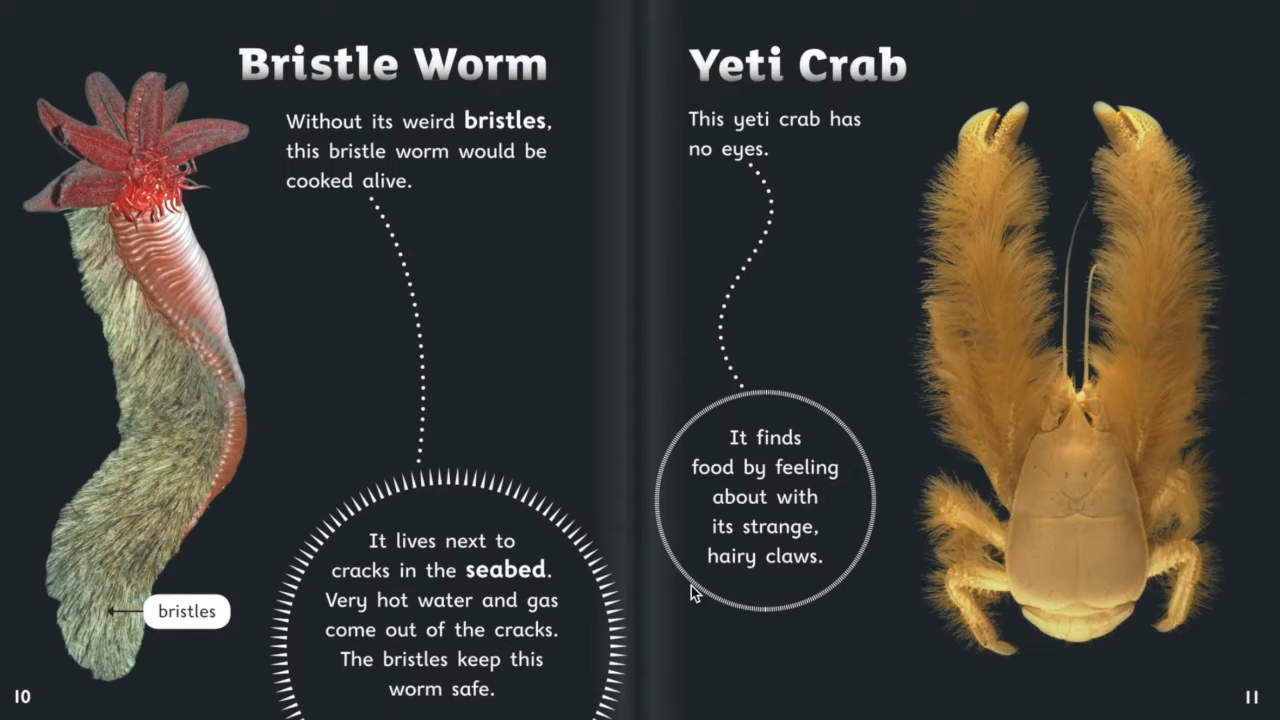 Bristle Worm
Without its weird bristles,
this bristle worm would be
cooked alive.
It lives next to
cracks in the seabed.
Very hot water and gas
come out of the cracks.
The bristles keep this
worm safe.
bristles
10
Yeti Crab
This yeti crab has
no eyes.
It finds
food by feeling
about with
its strange,
hairy claws.
11